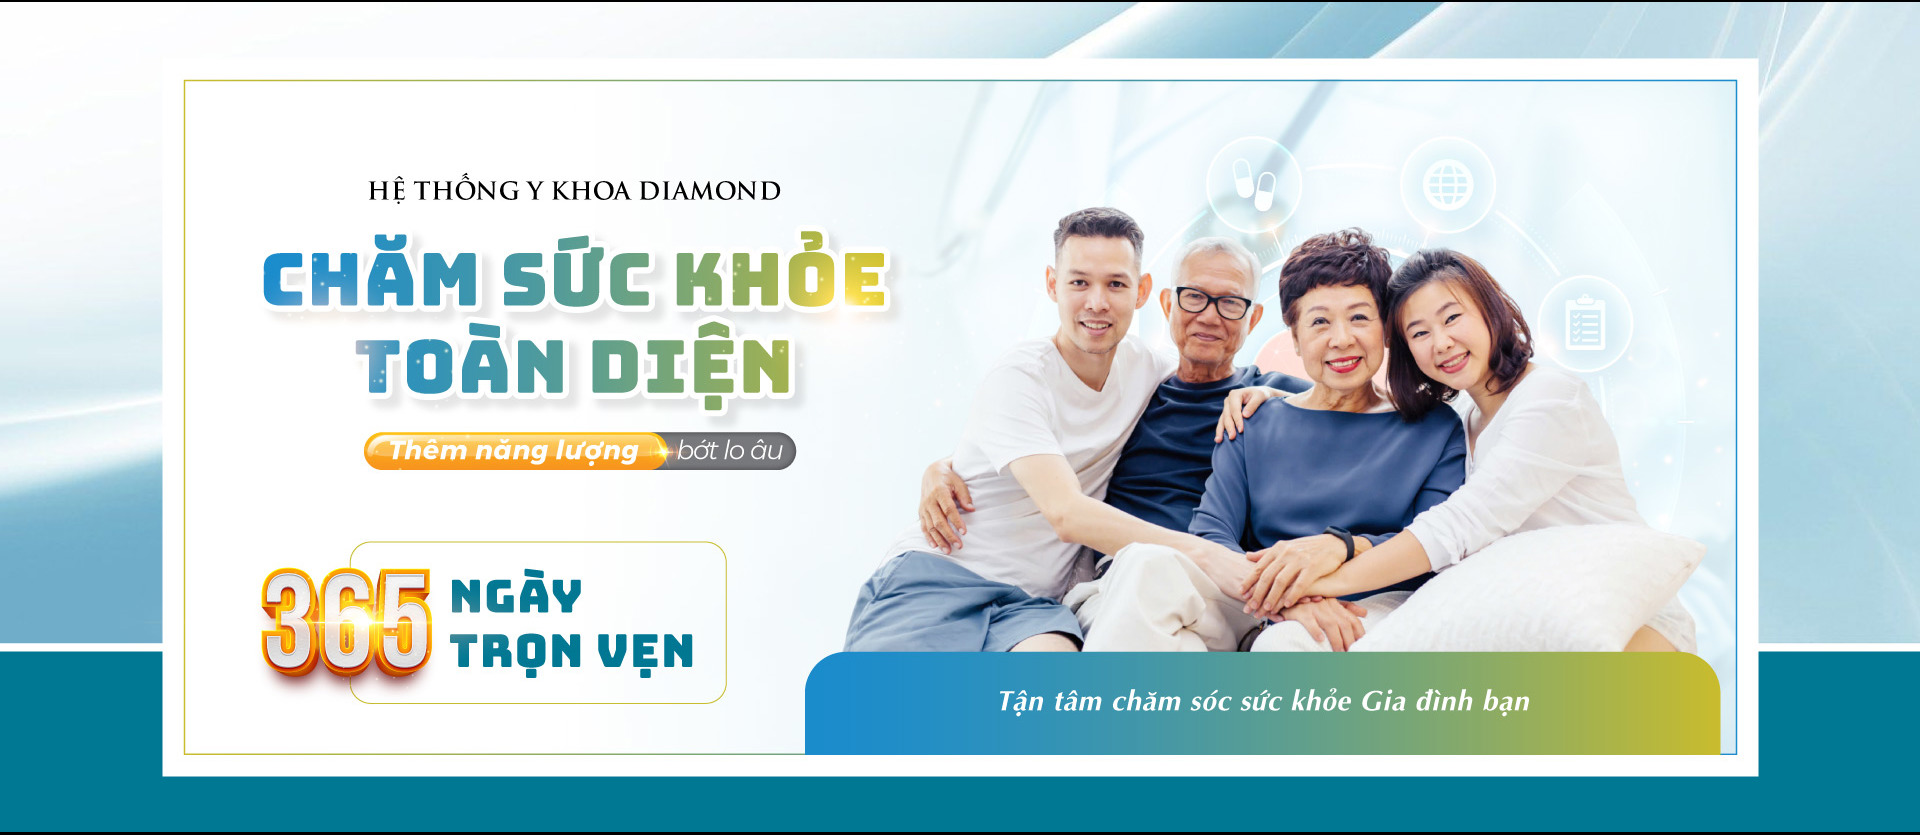 HỆ THỐNG Y KHOA DIAMOND
CHĂM SỨC KHỎE
TOÀN DIỆN
Thêm năng lượng bớt lo âu
365 NGÀY
TRỌN VẸN
Tận tâm chăm sóc sức khỏe Gia đình bạn